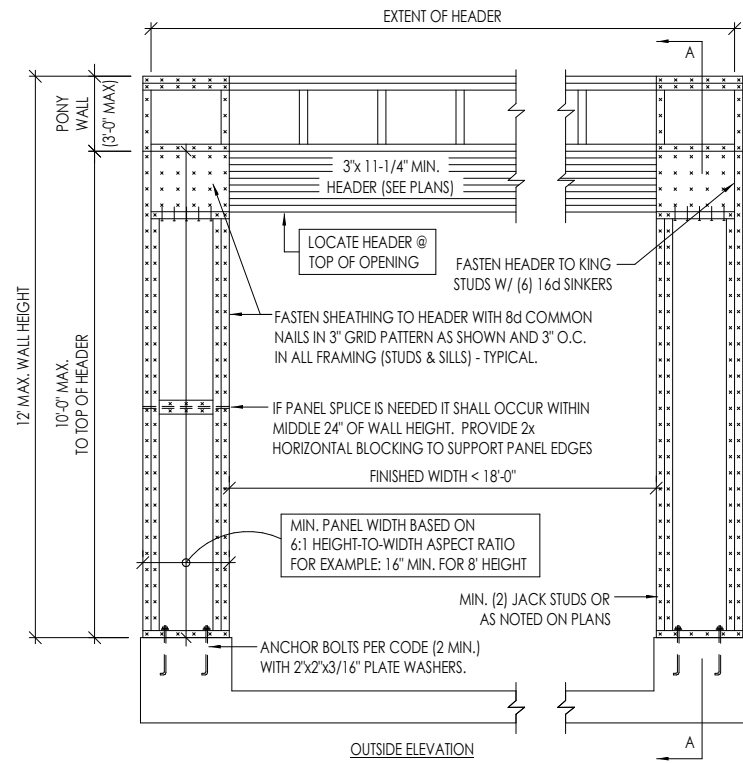 EXTENT OF HEADER
A
PONY
WALL
(3'-0" MAX)
3"x 11-1/4" MIN.
HEADER (SEE PLANS)
LOCATE HEADER @
TOP OF OPENING
FASTEN HEADER TO KING
STUDS W/ (6) 16d SINKERS
FASTEN SHEATHING TO HEADER WITH 8d COMMON
NAILS IN 3" GRID PATTERN AS SHOWN AND 3" O.C.
IN ALL FRAMING (STUDS & SILLS) - TYPICAL.
12' MAX. WALL HEIGHT
10'-0" MAX.
TO TOP OF HEADER
IF PANEL SPLICE IS NEEDED IT SHALL OCCUR WITHIN
MIDDLE 24" OF WALL HEIGHT. PROVIDE 2x
HORIZONTAL BLOCKING TO SUPPORT PANEL EDGES
FINISHED WIDTH < 18'-0"
MIN. PANEL WIDTH BASED ON
6:1 HEIGHT-TO-WIDTH ASPECT RATIO
FOR EXAMPLE: 16" MIN. FOR 8' HEIGHT
MIN. (2) JACK STUDS OR
AS NOTED ON PLANS
ANCHOR BOLTS PER CODE (2 MIN.)
WITH 2"x2"x3/16" PLATE WASHERS.
A
OUTSIDE ELEVATION